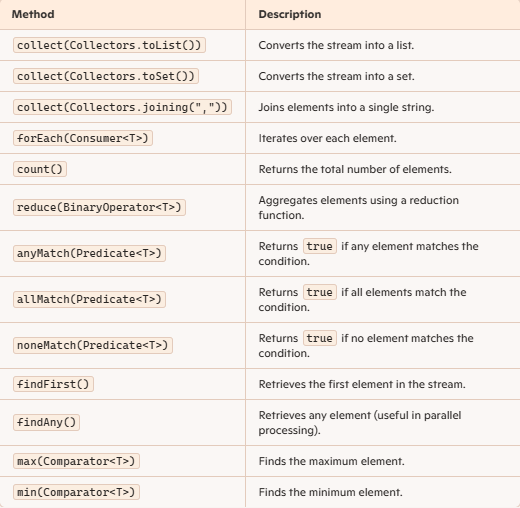 Method Description
collect(Collectors.toList()) Converts the stream into a list.
collect(Collectors.toSet()) Converts the stream into a set.
collect(Collectors.joining(",")) Joins elements into a single string.
forEach(Consumer<T>) Iterates over each element.
count() Returns the total number of elements.
reduce(BinaryOperator<T>) Aggregates elements using a reduction
function.
anyMatch(Predicate<T>) Returns true if any element matches the
condition.
allMatch(Predicate<T>) Returns true if all elements match the
condition.
noneMatch(Predicate<T>) Returns true if no element matches the
condition.
findFirst() Retrieves the first element in the stream.
findAny() Retrieves any element (useful in parallel
processing).
max(Comparator<T>) Finds the maximum element.
min(Comparator<T>) Finds the minimum element.